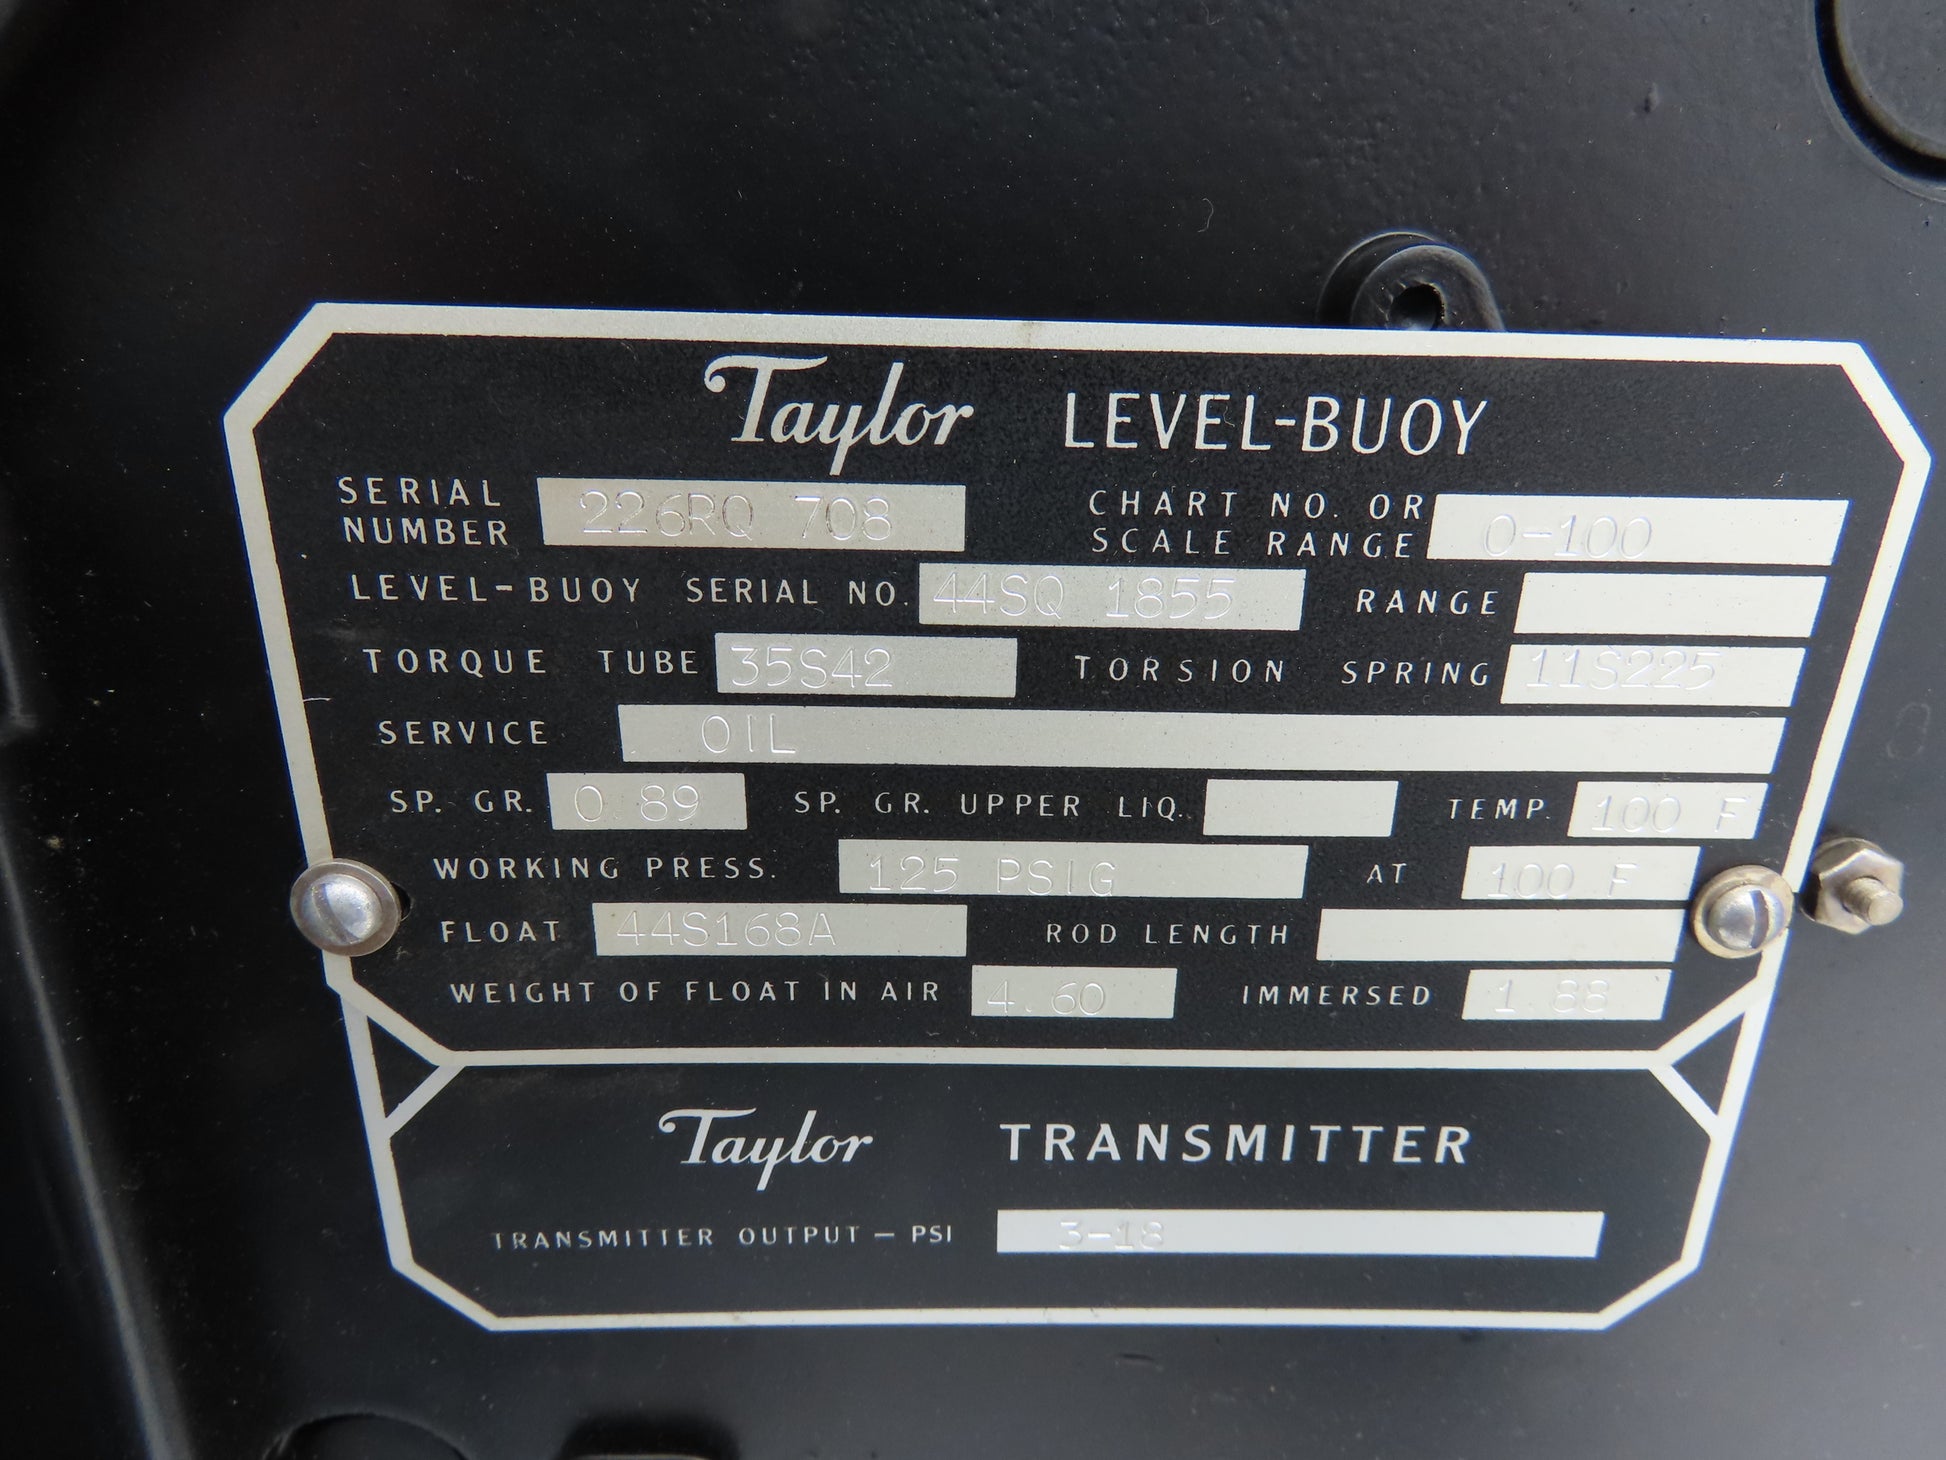 Taylor LEVEL-BUOY
SERIAL NUMBER 226RQ 708 CHART NO. OR SCALE RANGE 0-100
LEVEL-BUOY SERIAL NO. 44SQ 1855 RANGE
TORQUE TUBE 35S42 TORSION SPRING 11S225
SERVICE OIL
SP. GR. 0.89 SP. GR. UPPER LIQ. TEMP. 100 F
WORKING PRESS. 125 PSIG AT 100 F
FLOAT 44S168A ROD LENGTH
WEIGHT OF FLOAT IN AIR 4.60 IMMERSED 1.88
Taylor TRANSMITTER
TRANSMITTER OUTPUT — PSI 3-18